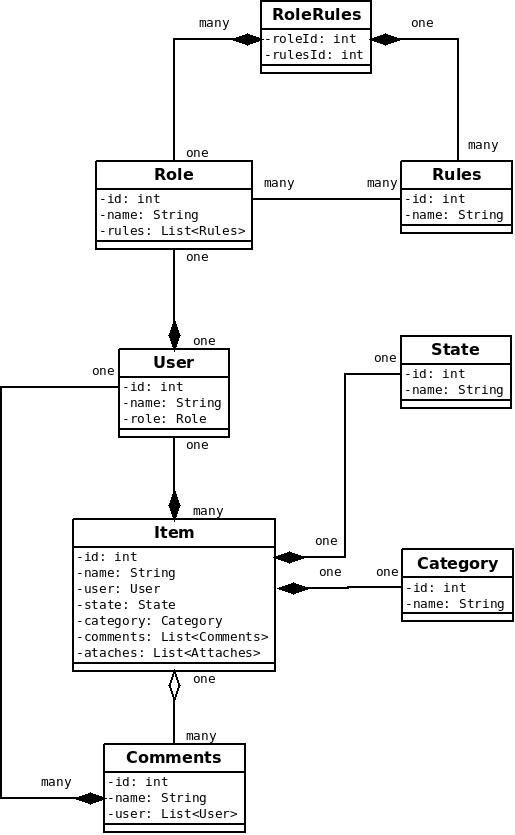 many
RoleRules
one
-roleId: int
-rulesId: int
one
many
Role
many
many
Rules
-id: int
-name: String
-rules: List<Rules>
-id: int
-name: String
one
one
User
one
-id: int
-name: String
-role: Role
one
State
-id: int
-name: String
one
many
Item
-id: int
-name: String
-user: User
-state: State
-category: Category
-comments: List<Comments>
-ataches: List<Attaches>
one
one
one
Category
-id: int
-name: String
one
many
Comments
many
-id: int
-name: String
-user: List<User>